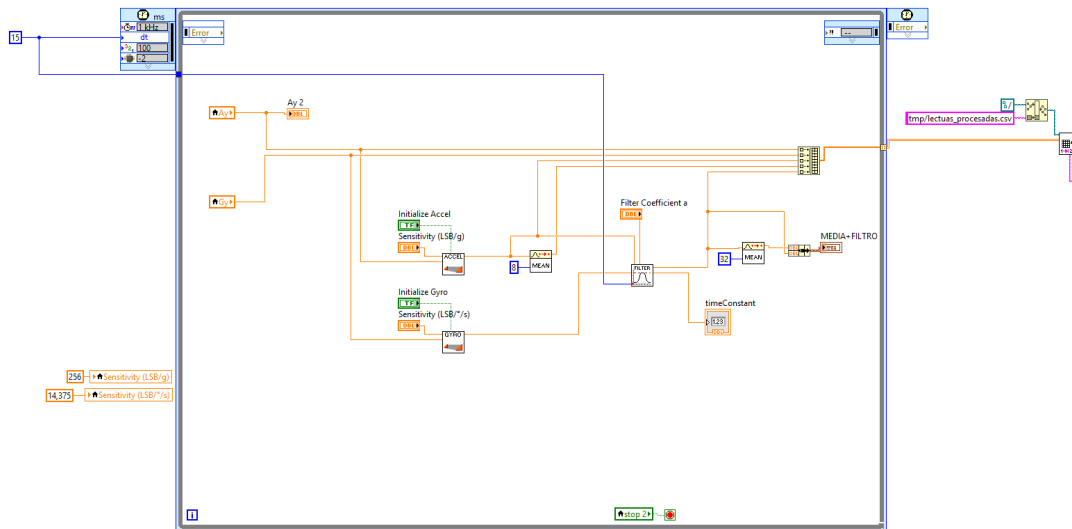 ms
1 kHz
dt
100
-2
15
Error
--
Error
Ay
Ay 2
DBL
%/
tmp/lectuas_procesadas.csv
Gy
Initialize Accel
TF
Sensitivity (LSB/g)
DBL
ACCEL
8
MEAN
Filter Coefficient a
DBL
FILTER
32
MEAN
MEDIA+FILTRO
Initialize Gyro
TF
Sensitivity (LSB/°/s)
DBL
GYRO
timeConstant
1.23
256
Sensitivity (LSB/g)
14,375
Sensitivity (LSB/°/s)
i
stop 2